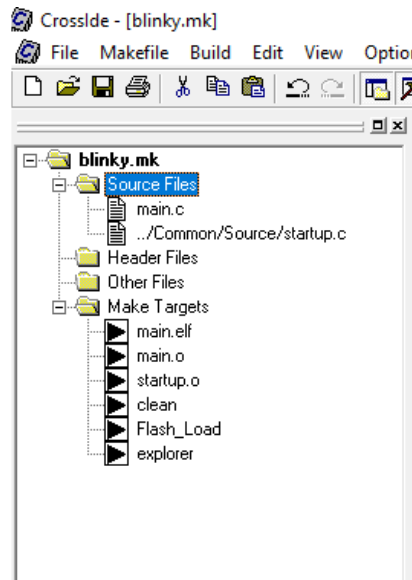 CrossIde - [blinky.mk]
File Makefile Build Edit View
blinky.mk
Source Files
main.c
../Common/Source/startup.c
Header Files
Other Files
Make Targets
main.elf
main.o
startup.o
clean
Flash_Load
explorer